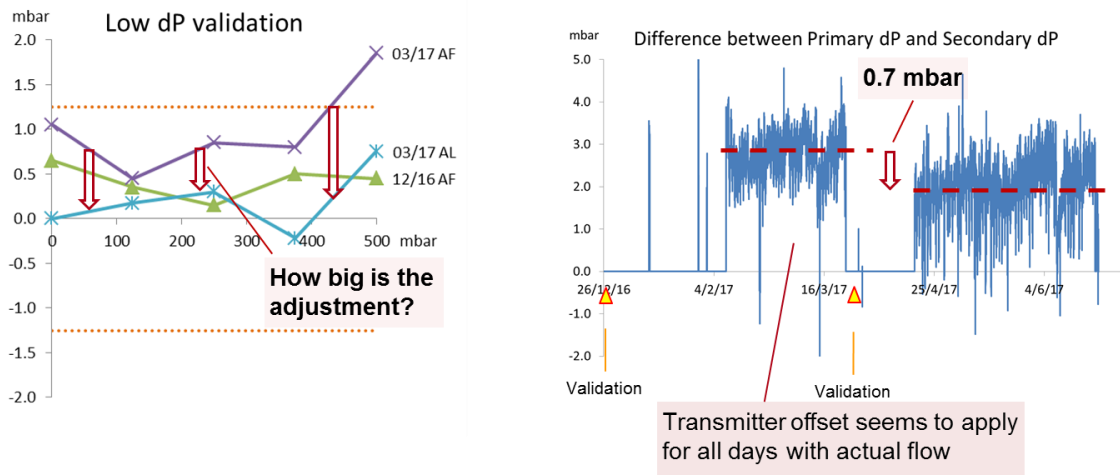 Low dP validation
mbar
2.0
1.5
1.0
0.5
0.0
-0.5
-1.0
-1.5
-2.0
0 100 200 300 400 500 mbar
03/17 AF
03/17 AL
12/16 AF
How big is the
adjustment?
Difference between Primary dP and Secondary dP
mbar
5.0
4.0
3.0
2.0
1.0
0.0
-1.0
-2.0
26/12/16 4/2/17 16/3/17 25/4/17 4/6/17
0.7 mbar
Validation Validation
Transmitter offset seems to apply
for all days with actual flow